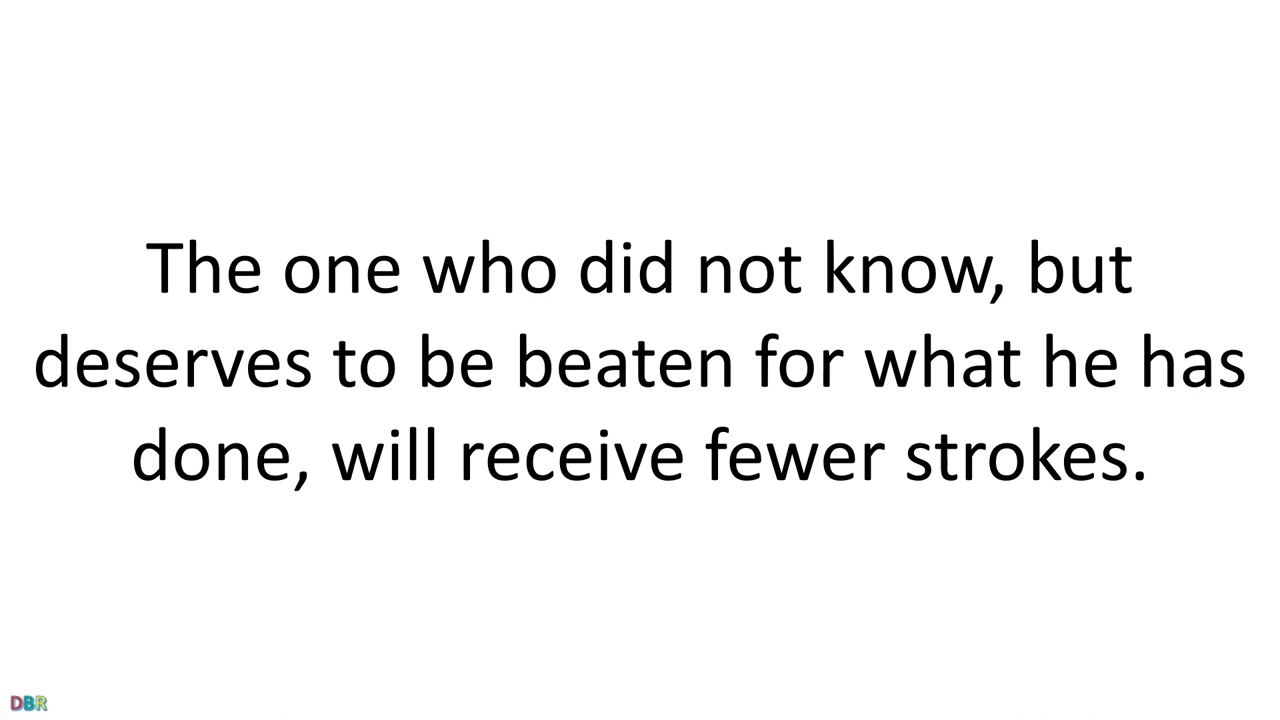 The one who did not know, but
deserves to be beaten for what he has
done, will receive fewer strokes.
DBR